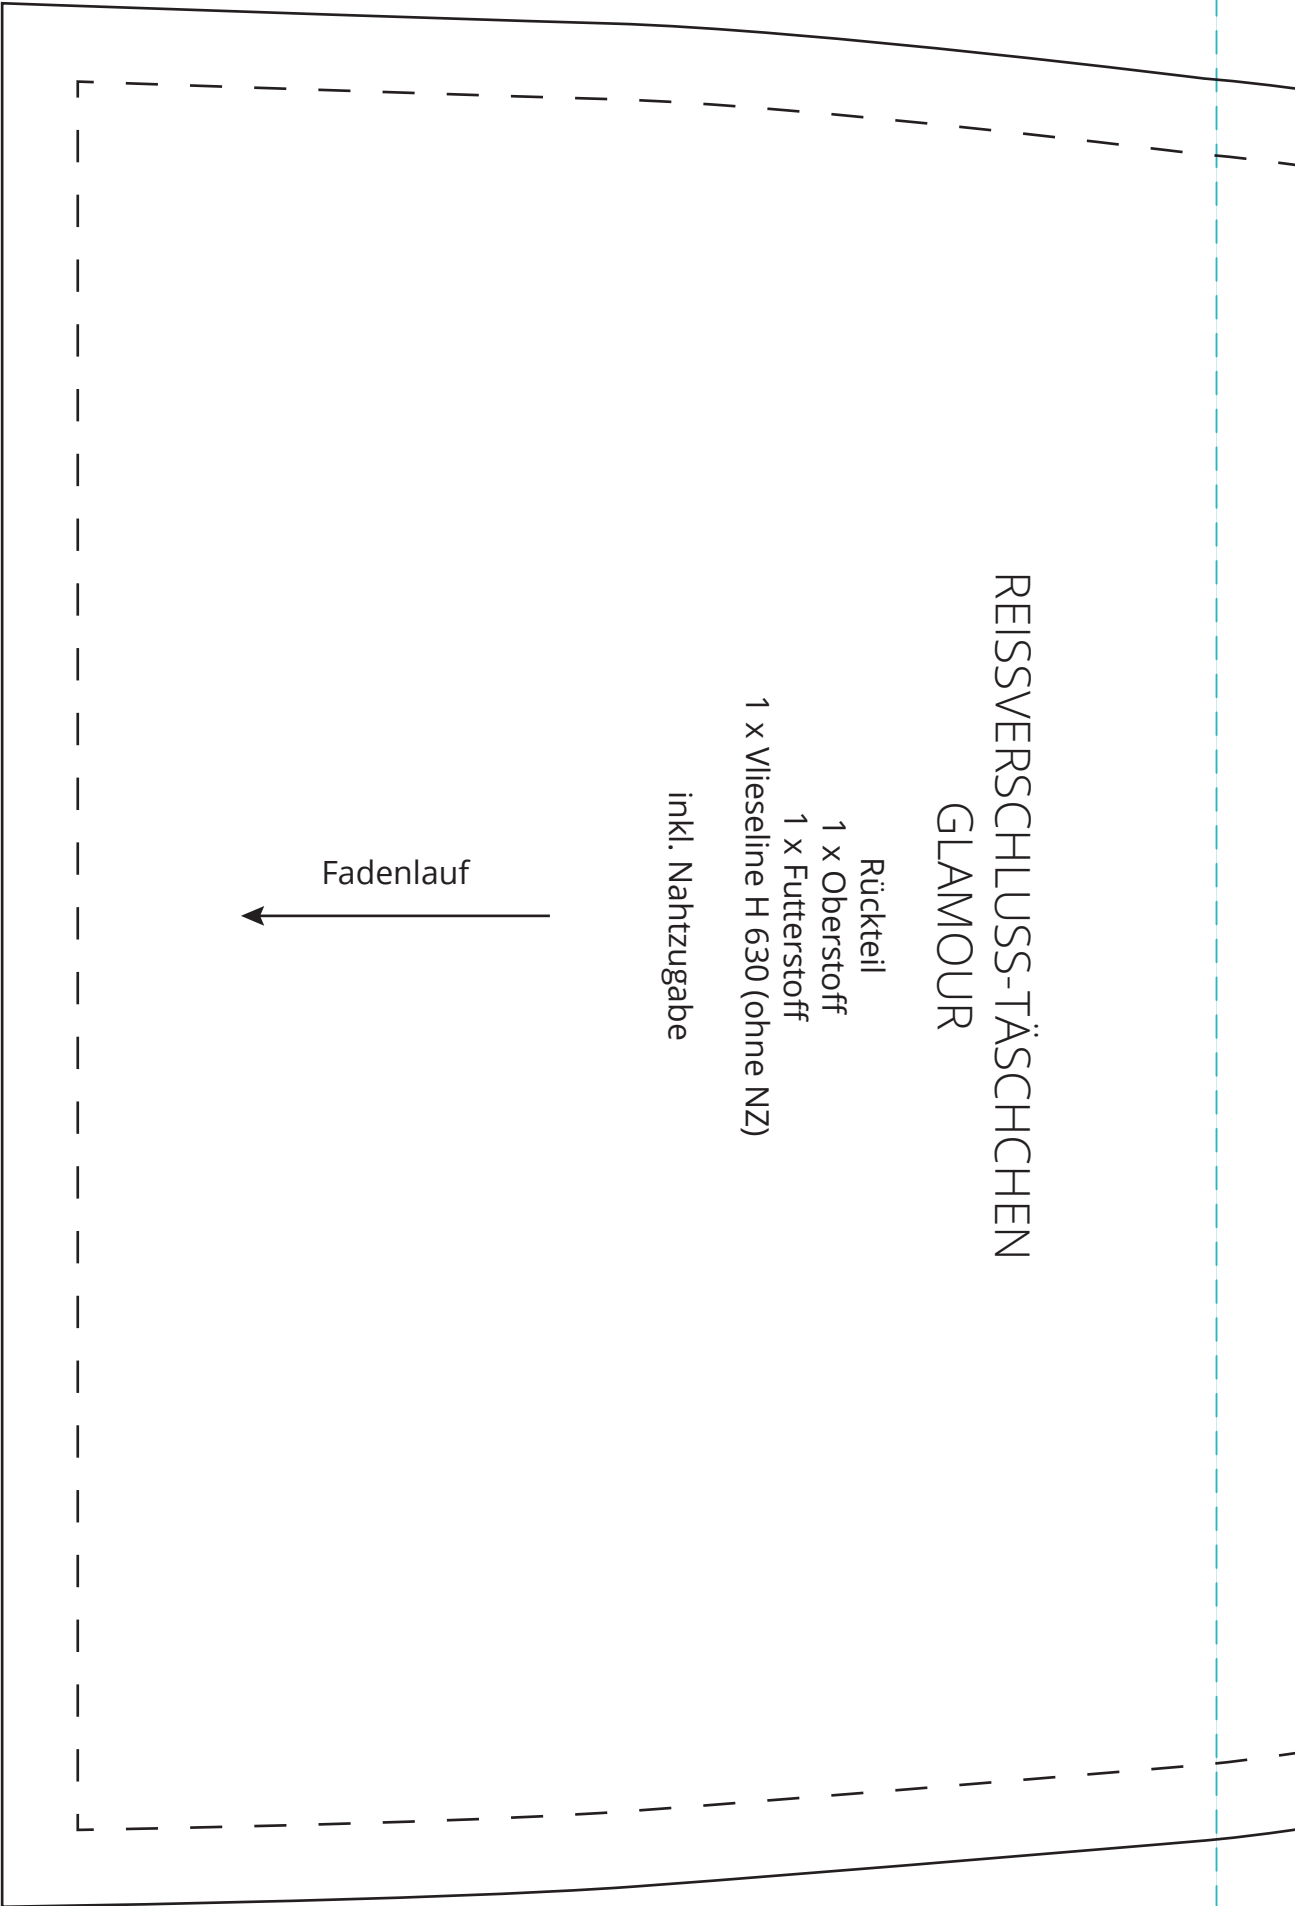 REISSVERSCHLUSS-TÄSCHCHEN
GLAMOUR
Rückteil
1 x Oberstoff
1 x Futterstoff
1 x Vlieseline H 630 (ohne NZ)
inkl. Nahtzugabe
Fadenlauf